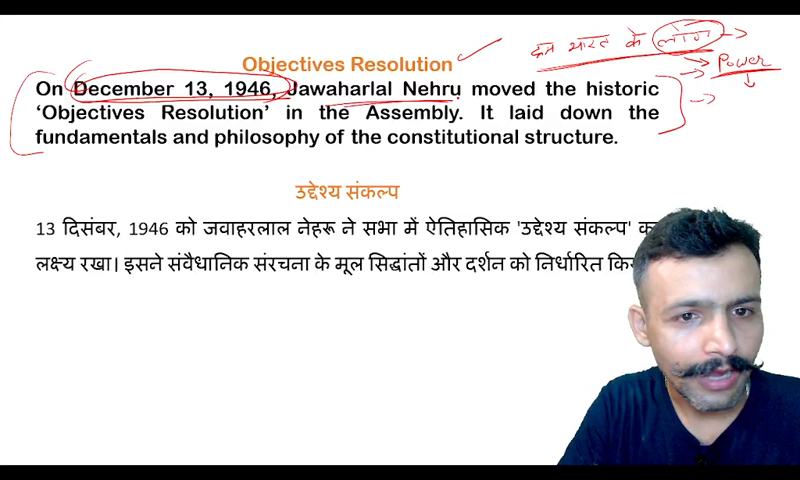 हम भारत के लोग
Power
Objectives Resolution
On December 13, 1946, Jawaharlal Nehru moved the historic
‘Objectives Resolution’ in the Assembly. It laid down the
fundamentals and philosophy of the constitutional structure.
उद्देश्य संकल्प
13 दिसंबर, 1946 को जवाहरलाल नेहरू ने सभा में ऐतिहासिक 'उद्देश्य संकल्प' का
लक्ष्य रखा। इसने संवैधानिक संरचना के मूल सिद्धांतों और दर्शन को निर्धारित